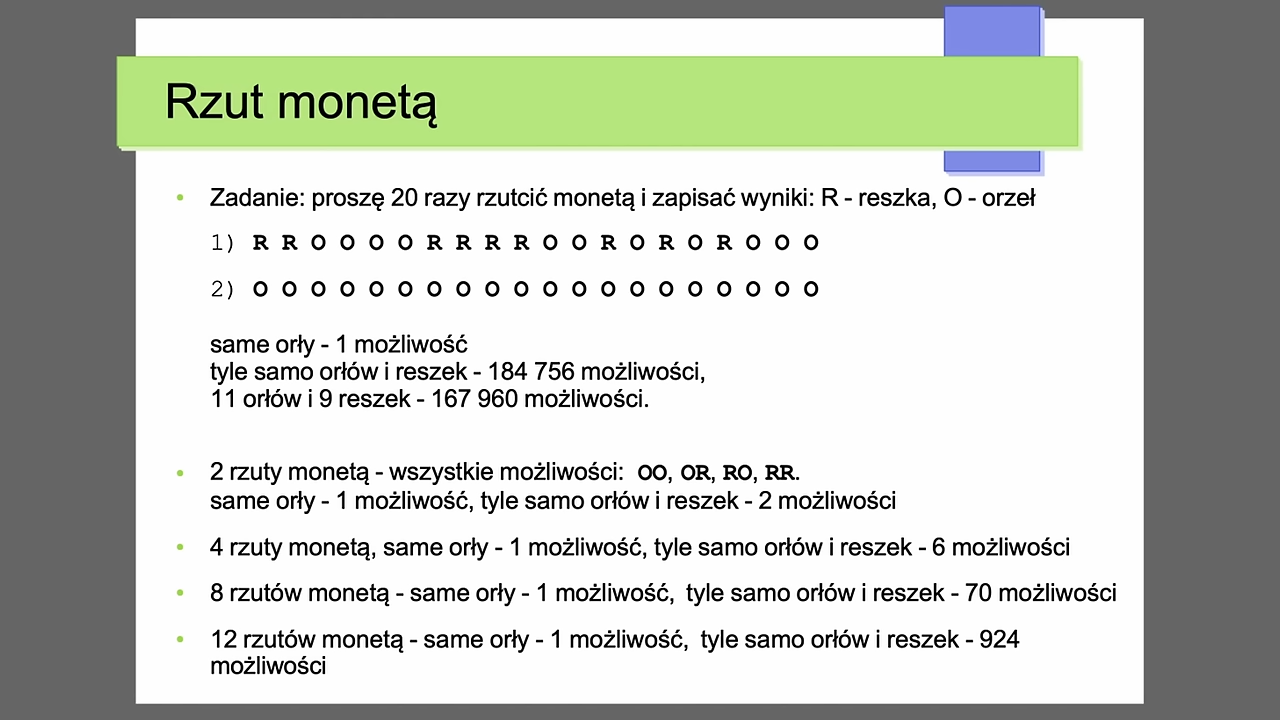 Rzut monetą
• Zadanie: proszę 20 razy rzutcić monetą i zapisać wyniki: R - reszka, O - orzeł
1) R R O O O O R R R R O O R O R O R O O O
2) O O O O O O O O O O O O O O O O O O O O
same orły - 1 możliwość
tyle samo orłów i reszek - 184 756 możliwości,
11 orłów i 9 reszek - 167 960 możliwości.
• 2 rzuty monetą - wszystkie możliwości: OO, OR, RO, RR.
same orły - 1 możliwość, tyle samo orłów i reszek - 2 możliwości
• 4 rzuty monetą, same orły - 1 możliwość, tyle samo orłów i reszek - 6 możliwości
• 8 rzutów monetą - same orły - 1 możliwość, tyle samo orłów i reszek - 70 możliwości
• 12 rzutów monetą - same orły - 1 możliwość, tyle samo orłów i reszek - 924
możliwości